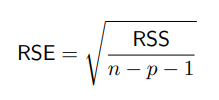 RSE = √(RSS / (n − p − 1))